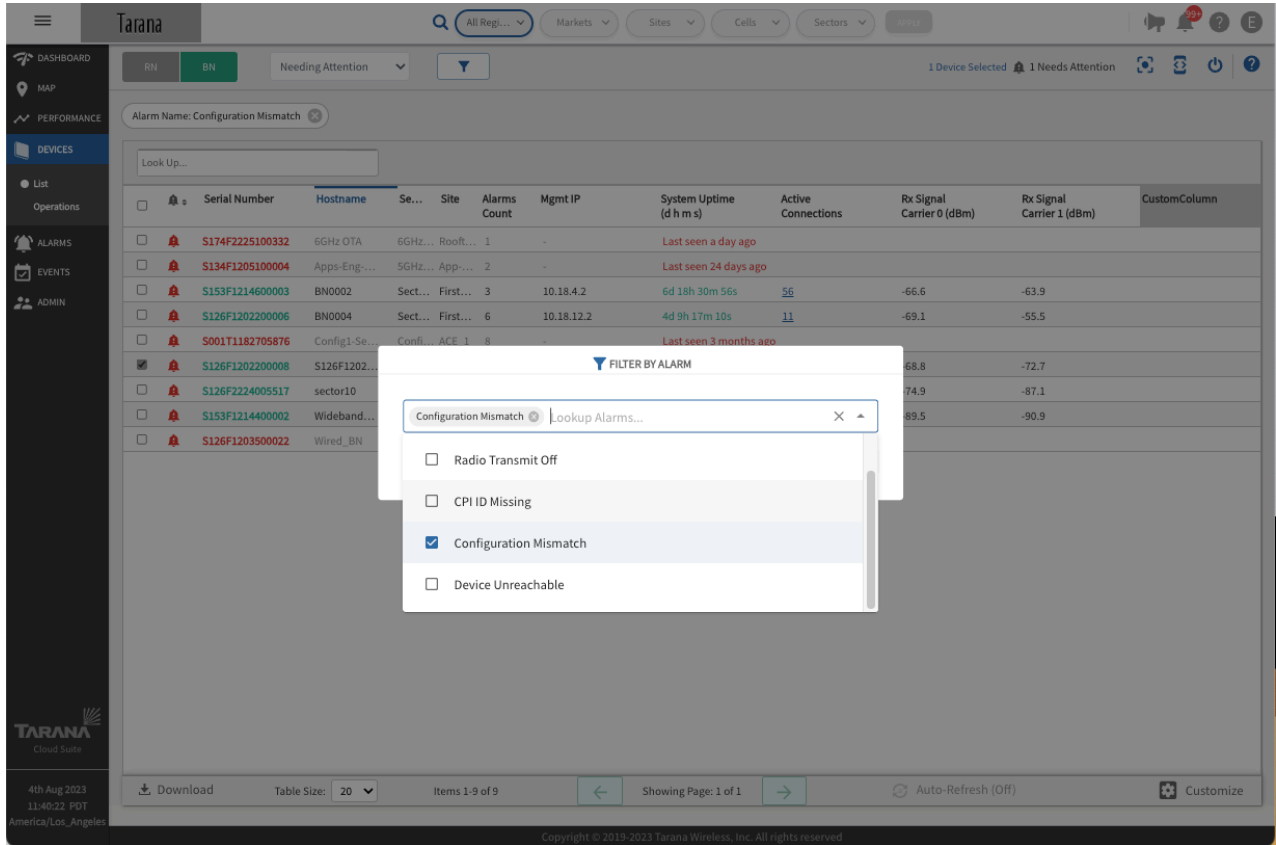 Tarana
All Regi...
Markets
Sites
Cells
Sectors
APPLY
99+
?
E
DASHBOARD
MAP
PERFORMANCE
DEVICES
List
Operations
ALARMS
EVENTS
ADMIN
RN BN
Needing Attention
1 Device Selected 1 Needs Attention
?
Alarm Name: Configuration Mismatch
Look Up...
Serial Number Hostname Se... Site Alarms Count Mgmt IP System Uptime (d h m s) Active Connections Rx Signal Carrier 0 (dBm) Rx Signal Carrier 1 (dBm) CustomColumn
S174F2225100332 6GHz OTA 6GHz... Rooft... 1 - Last seen a day ago
S134F1205100004 Apps-Eng-... 5GHz... App-... 2 - Last seen 24 days ago
S153F1214600003 BN0002 Sect... First... 3 10.18.4.2 6d 18h 30m 56s 56 -66.6 -63.9
S126F1202200006 BN0004 Sect... First... 6 10.18.12.2 4d 9h 17m 10s 11 -69.1 -55.5
S001T1182705876 Config1-Se... Confi... ACE_1 8 - Last seen 3 months ago
S126F1202200008 S126F1202... -68.8 -72.7
S126F2224005517 sector10 -74.9 -87.1
S153F1214400002 Wideband... -89.5 -90.9
S126F1203500022 Wired_BN
FILTER BY ALARM
Configuration Mismatch Lookup Alarms...
Radio Transmit Off
CPI ID Missing
Configuration Mismatch
Device Unreachable
Download
Table Size: 20
Items 1-9 of 9
Showing Page: 1 of 1
Auto-Refresh (Off)
Customize
TARANA
Cloud Suite
4th Aug 2023
11:40:22 PDT
America/Los_Angeles
Copyright © 2019-2023 Tarana Wireless, Inc. All rights reserved